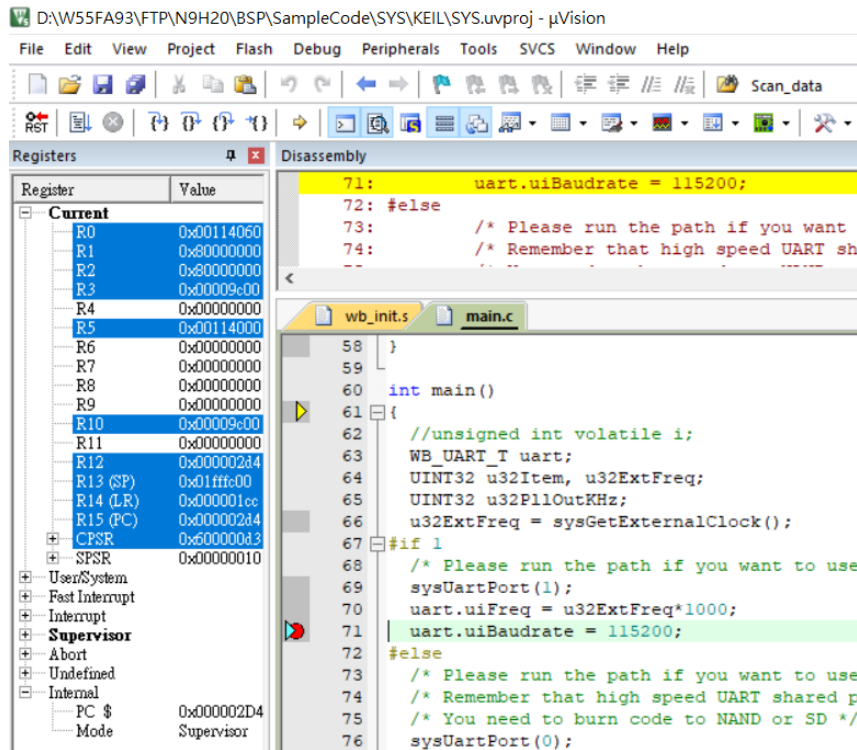 D:\W55FA93\FTP\N9H20\BSP\SampleCode\SYS\KEIL\SYS.uvproj - µVision
File Edit View Project Flash Debug Peripherals Tools SVCS Window Help
Scan_data
RST
Registers
Disassembly
Register Value
Current
R0 0x00114060
R1 0x80000000
R2 0x80000000
R3 0x00009c00
R4 0x00000000
R5 0x00114000
R6 0x00000000
R7 0x00000000
R8 0x00000000
R9 0x00000000
R10 0x00009c00
R11 0x00000000
R12 0x000002d4
R13 (SP) 0x01fffc00
R14 (LR) 0x000001cc
R15 (PC) 0x000002d4
CPSR 0x600000d3
SPSR 0x00000010
User/System
Fast Interrupt
Interrupt
Supervisor
Abort
Undefined
Internal
PC $ 0x000002D4
Mode Supervisor
71: uart.uiBaudrate = 115200;
72: #else
73: /* Please run the path if you want
74: /* Remember that high speed UART sh
wb_init.s main.c
58 }
59
60 int main()
61 {
62 //unsigned int volatile i;
63 WB_UART_T uart;
64 UINT32 u32Item, u32ExtFreq;
65 UINT32 u32PllOutKHz;
66 u32ExtFreq = sysGetExternalClock();
67 #if 1
68 /* Please run the path if you want to use
69 sysUartPort(1);
70 uart.uiFreq = u32ExtFreq*1000;
71 uart.uiBaudrate = 115200;
72 #else
73 /* Please run the path if you want to use
74 /* Remember that high speed UART shared p
75 /* You need to burn code to NAND or SD */
76 sysUartPort(0);